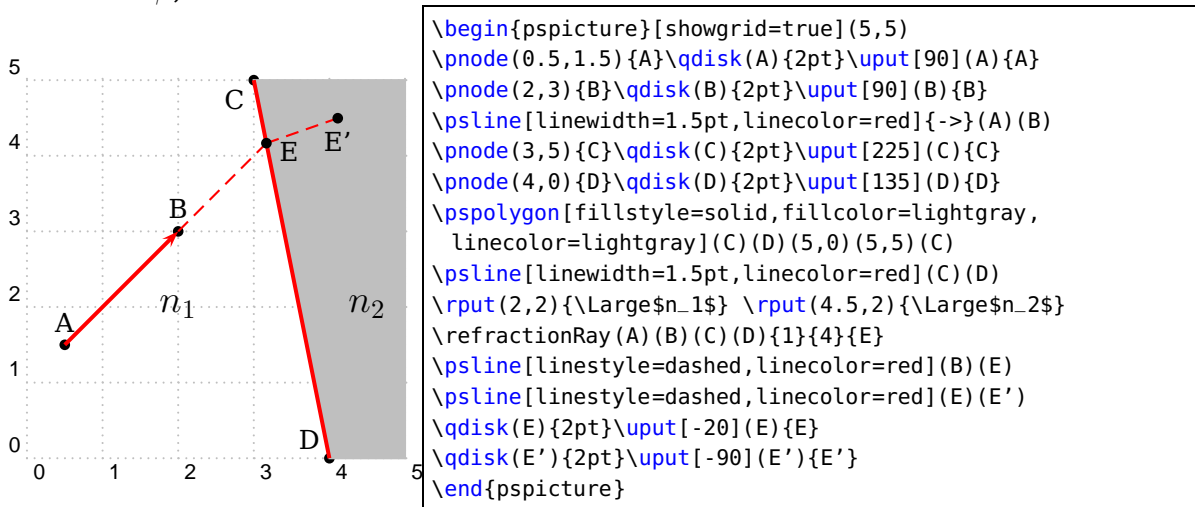 5
C
4
E
E'
3
B
2
n₁
n₂
A
1
D
0
0 1 2 3 4 5
\begin{pspicture}[showgrid=true](5,5)
\pnode(0.5,1.5){A}\qdisk(A){2pt}\uput[90](A){A}
\pnode(2,3){B}\qdisk(B){2pt}\uput[90](B){B}
\psline[linewidth=1.5pt,linecolor=red]{->}(A)(B)
\pnode(3,5){C}\qdisk(C){2pt}\uput[225](C){C}
\pnode(4,0){D}\qdisk(D){2pt}\uput[135](D){D}
\pspolygon[fillstyle=solid,fillcolor=lightgray,
linecolor=lightgray](C)(D)(5,0)(5,5)(C)
\psline[linewidth=1.5pt,linecolor=red](C)(D)
\rput(2,2){\Large$n_1$} \rput(4.5,2){\Large$n_2$}
\refractionRay(A)(B)(C)(D){1}{4}{E}
\psline[linestyle=dashed,linecolor=red](B)(E)
\psline[linestyle=dashed,linecolor=red](E)(E’)
\qdisk(E){2pt}\uput[-20](E){E}
\qdisk(E’){2pt}\uput[-90](E’){E’}
\end{pspicture}